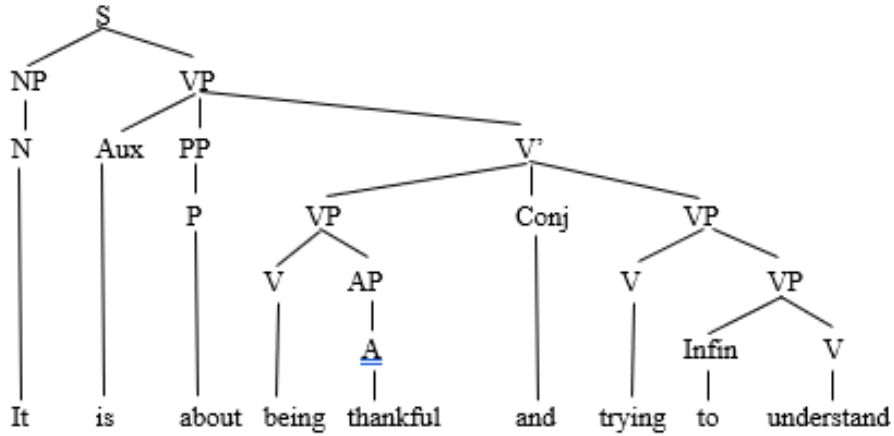 S
NP VP
N Aux PP V’
P VP Conj VP
V AP V VP
A Infin V
It is about being thankful and trying to understand